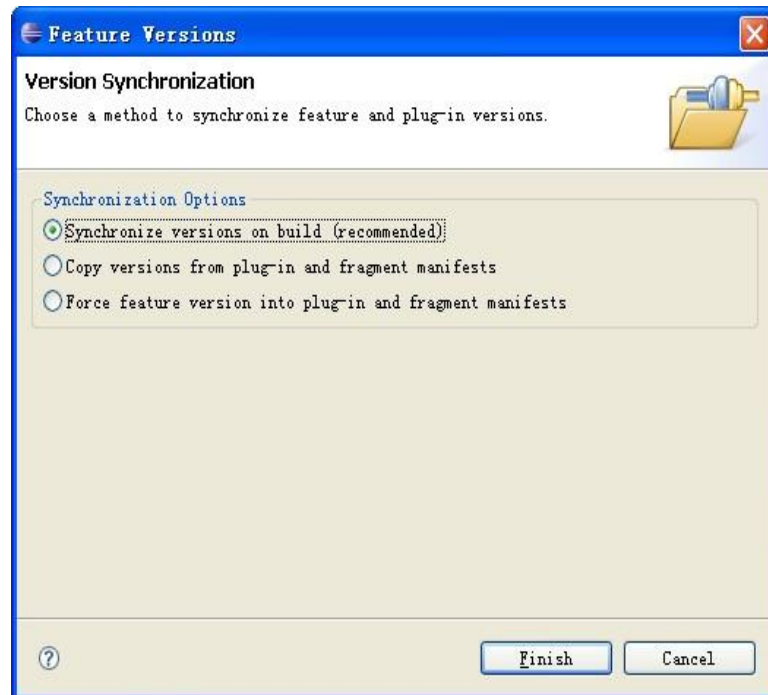 Feature Versions
Version Synchronization
Choose a method to synchronize feature and plug-in versions.
Synchronization Options
Synchronize versions on build (recommended)
Copy versions from plug-in and fragment manifests
Force feature version into plug-in and fragment manifests
?
Finish
Cancel